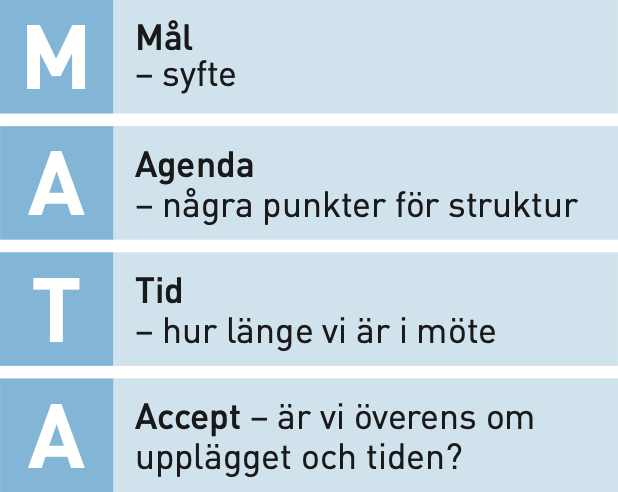 M
Mål
– syfte
A
Agenda
– några punkter för struktur
T
Tid
– hur länge vi är i möte
A
Accept – är vi överens om
upplägget och tiden?